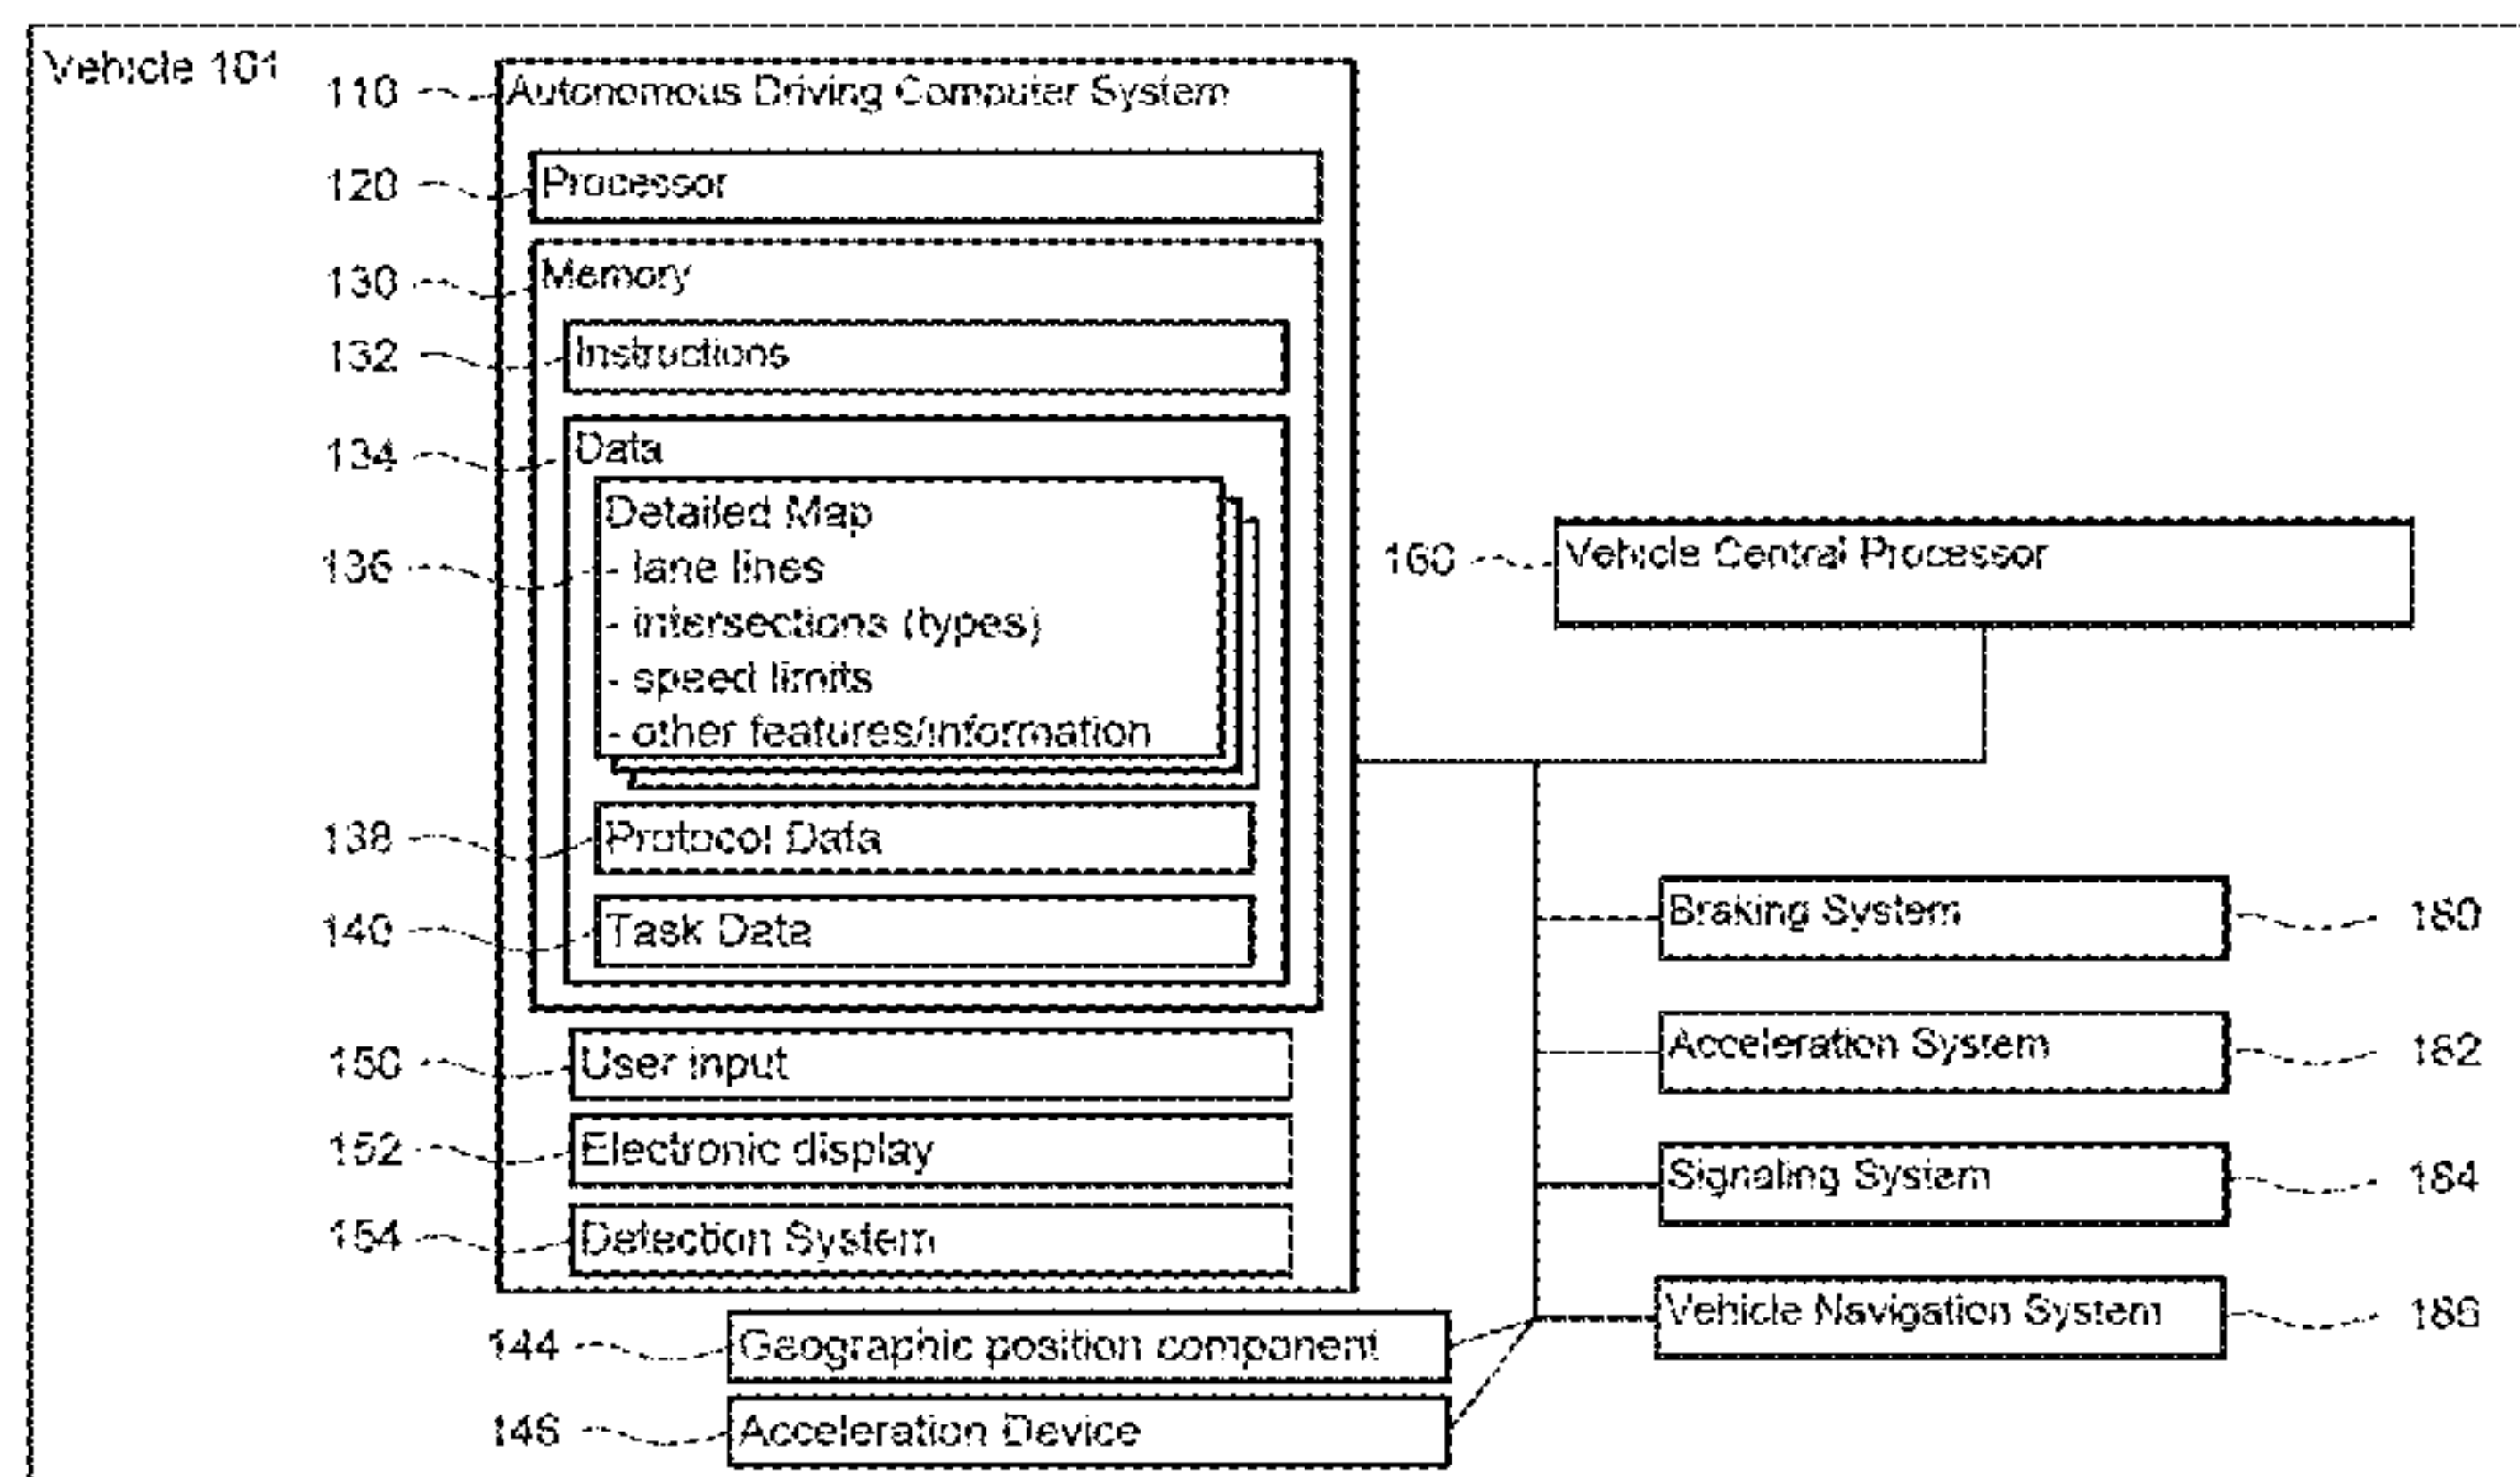 Vehicle 101
110 Autonomous Driving Computer System
120 Processor
130 Memory
132 Instructions
134 Data
Detailed Map
136 - lane lines
- intersections (types)
- speed limits
- other features/information
138 Protocol Data
140 Task Data
150 User input
152 Electronic display
154 Detection System
144 Geographic position component
146 Acceleration Device
160 Vehicle Central Processor
Braking System 180
Acceleration System 182
Signaling System 184
Vehicle Navigation System 186